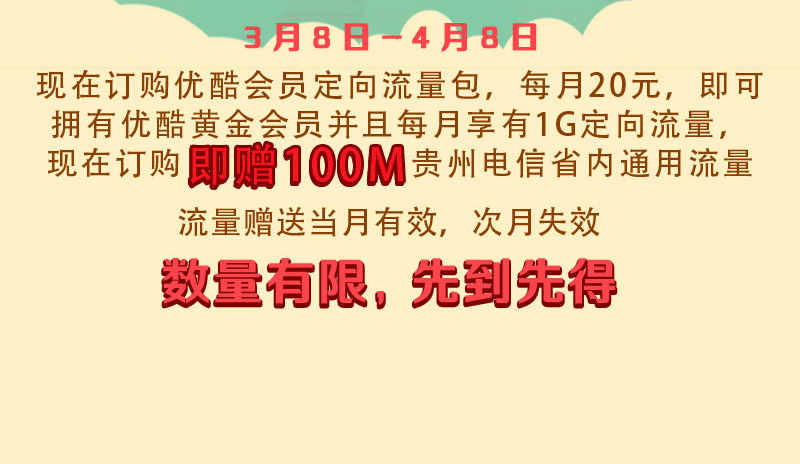 3月8日-4月8日
现在订购优酷会员定向流量包，每月20元，即可
拥有优酷黄金会员并且每月享有1G定向流量，
现在订购即赠100M贵州电信省内通用流量
流量赠送当月有效，次月失效
数量有限，先到先得